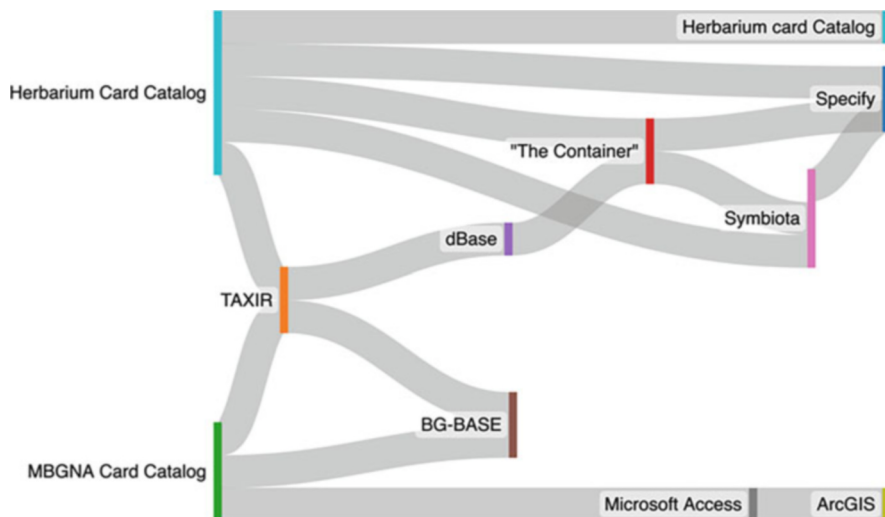 Herbarium card Catalog
Herbarium Card Catalog
Specify
"The Container"
Symbiota
dBase
TAXIR
BG-BASE
MBGNA Card Catalog
Microsoft Access
ArcGIS